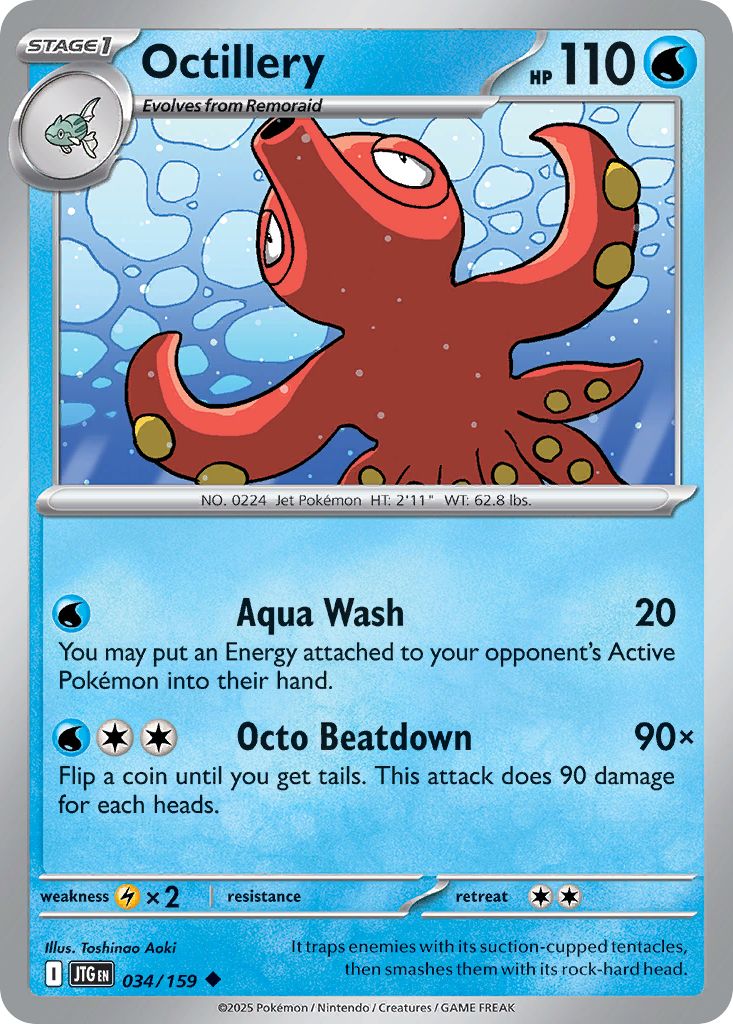 STAGE1
Octillery
HP 110
Evolves from Remoraid
NO. 0224 Jet Pokémon HT: 2'11" WT: 62.8 lbs.
Aqua Wash 20
You may put an Energy attached to your opponent's Active
Pokémon into their hand.
Octo Beatdown 90×
Flip a coin until you get tails. This attack does 90 damage
for each heads.
weakness ×2 resistance retreat
Illus. Toshinao Aoki
It traps enemies with its suction-cupped tentacles,
then smashes them with its rock-hard head.
I JTG EN 034/159
©2025 Pokémon / Nintendo / Creatures / GAME FREAK